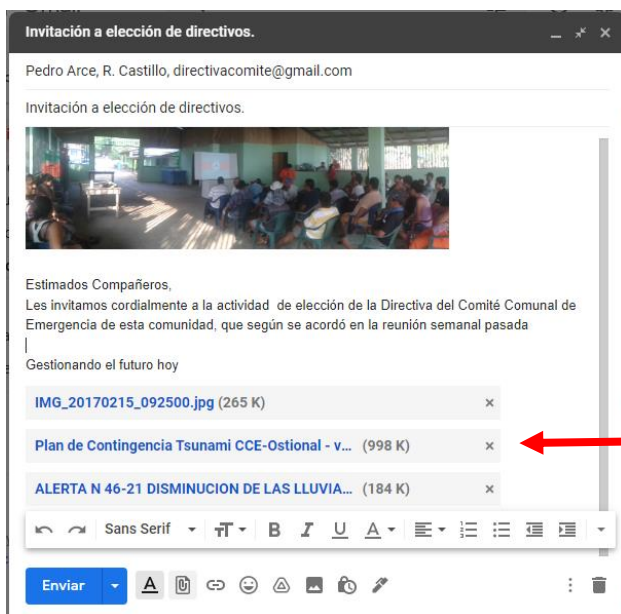 Invitación a elección de directivos.
Pedro Arce, R. Castillo, directivacomite@gmail.com
Invitación a elección de directivos.
Estimados Compañeros,
Les invitamos cordialmente a la actividad de elección de la Directiva del Comité Comunal de
Emergencia de esta comunidad, que según se acordó en la reunión semanal pasada
Gestionando el futuro hoy
IMG_20170215_092500.jpg (265 K)
Plan de Contingencia Tsunami CCE-Ostional - v... (998 K)
ALERTA N 46-21 DISMINUCION DE LAS LLUVIA... (184 K)
Sans Serif
Enviar